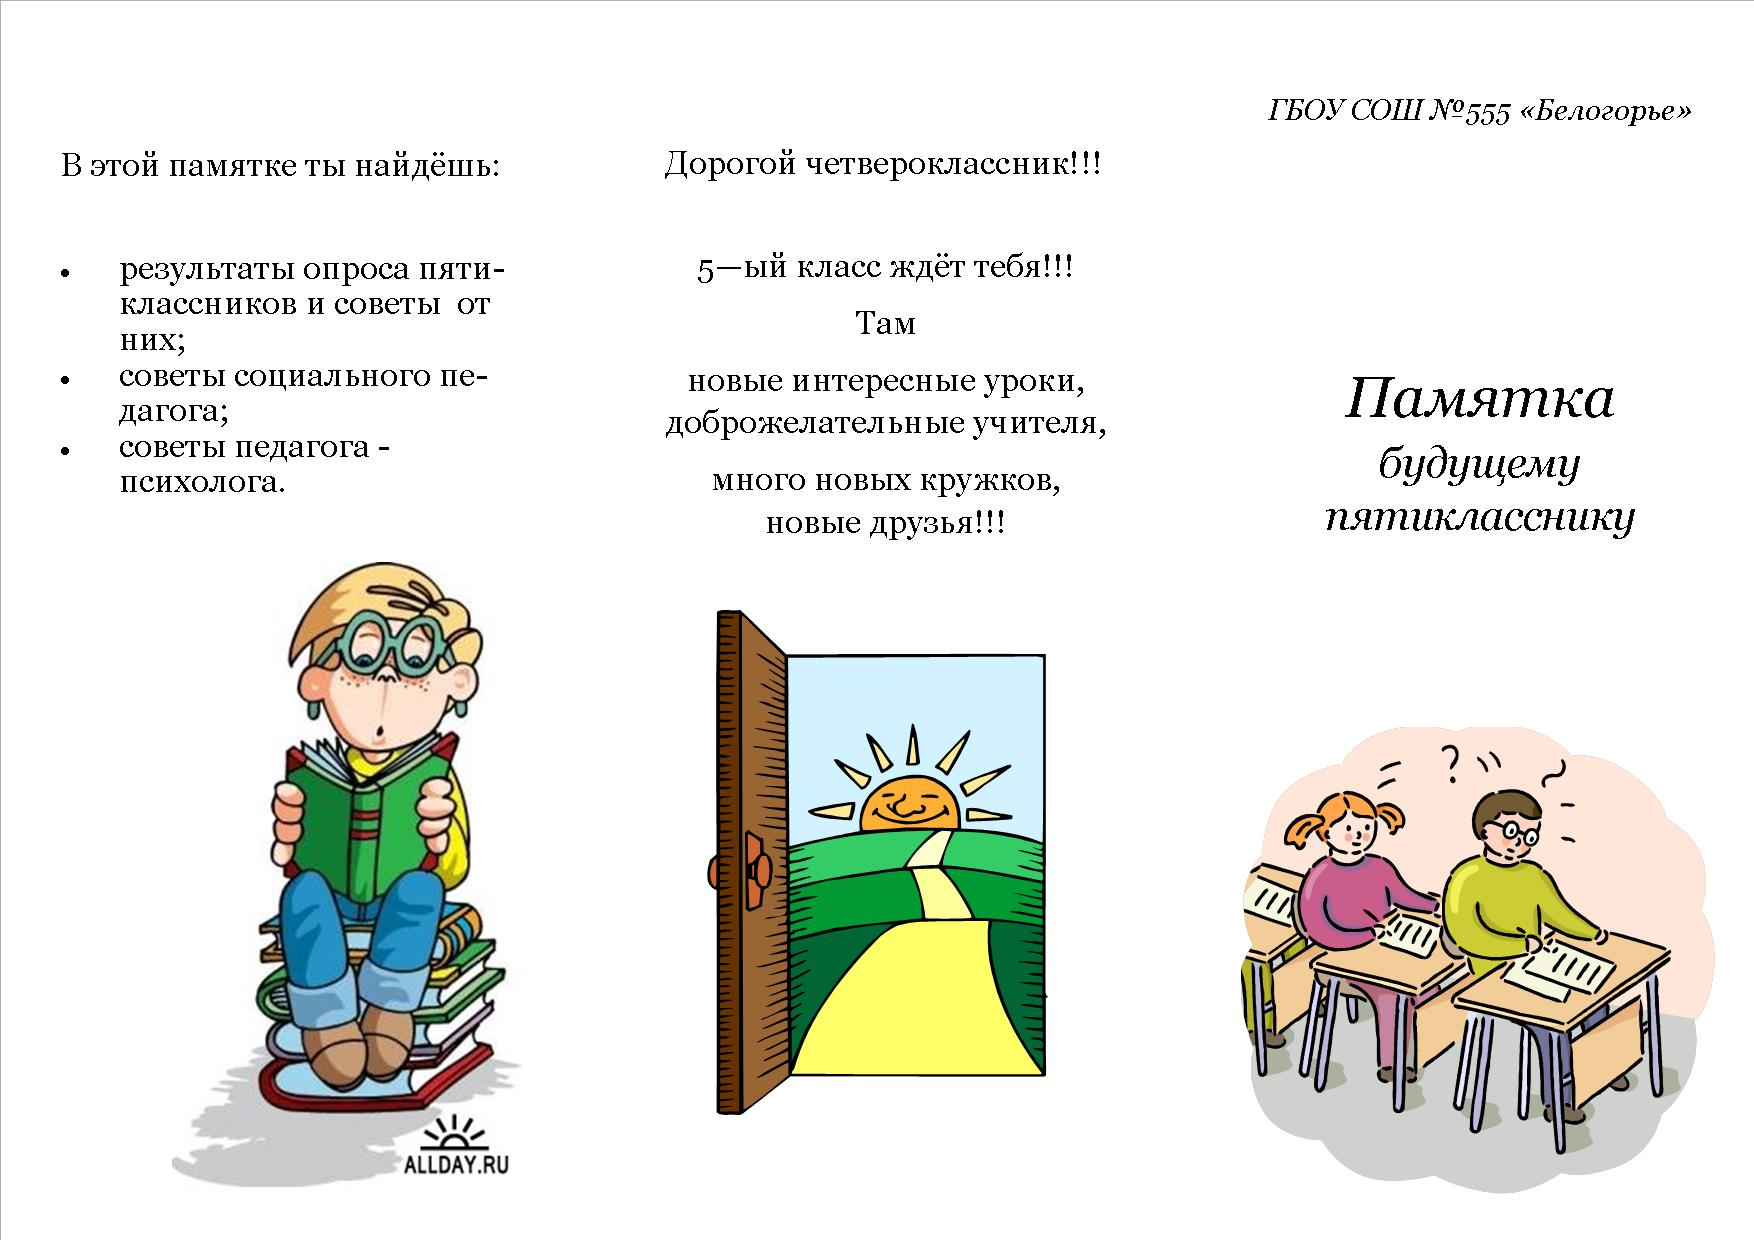 В этой памятке ты найдёшь:
• результаты опроса пяти-
классников и советы от
них;
• советы социального пе-
дагога;
• советы педагога -
психолога.
ALLDAY.RU
Дорогой четвероклассник!!!
5—ый класс ждёт тебя!!!
Там
новые интересные уроки,
доброжелательные учителя,
много новых кружков,
новые друзья!!!
ГБОУ СОШ №555 «Белогорье»
Памятка
будущему
пятикласснику
?